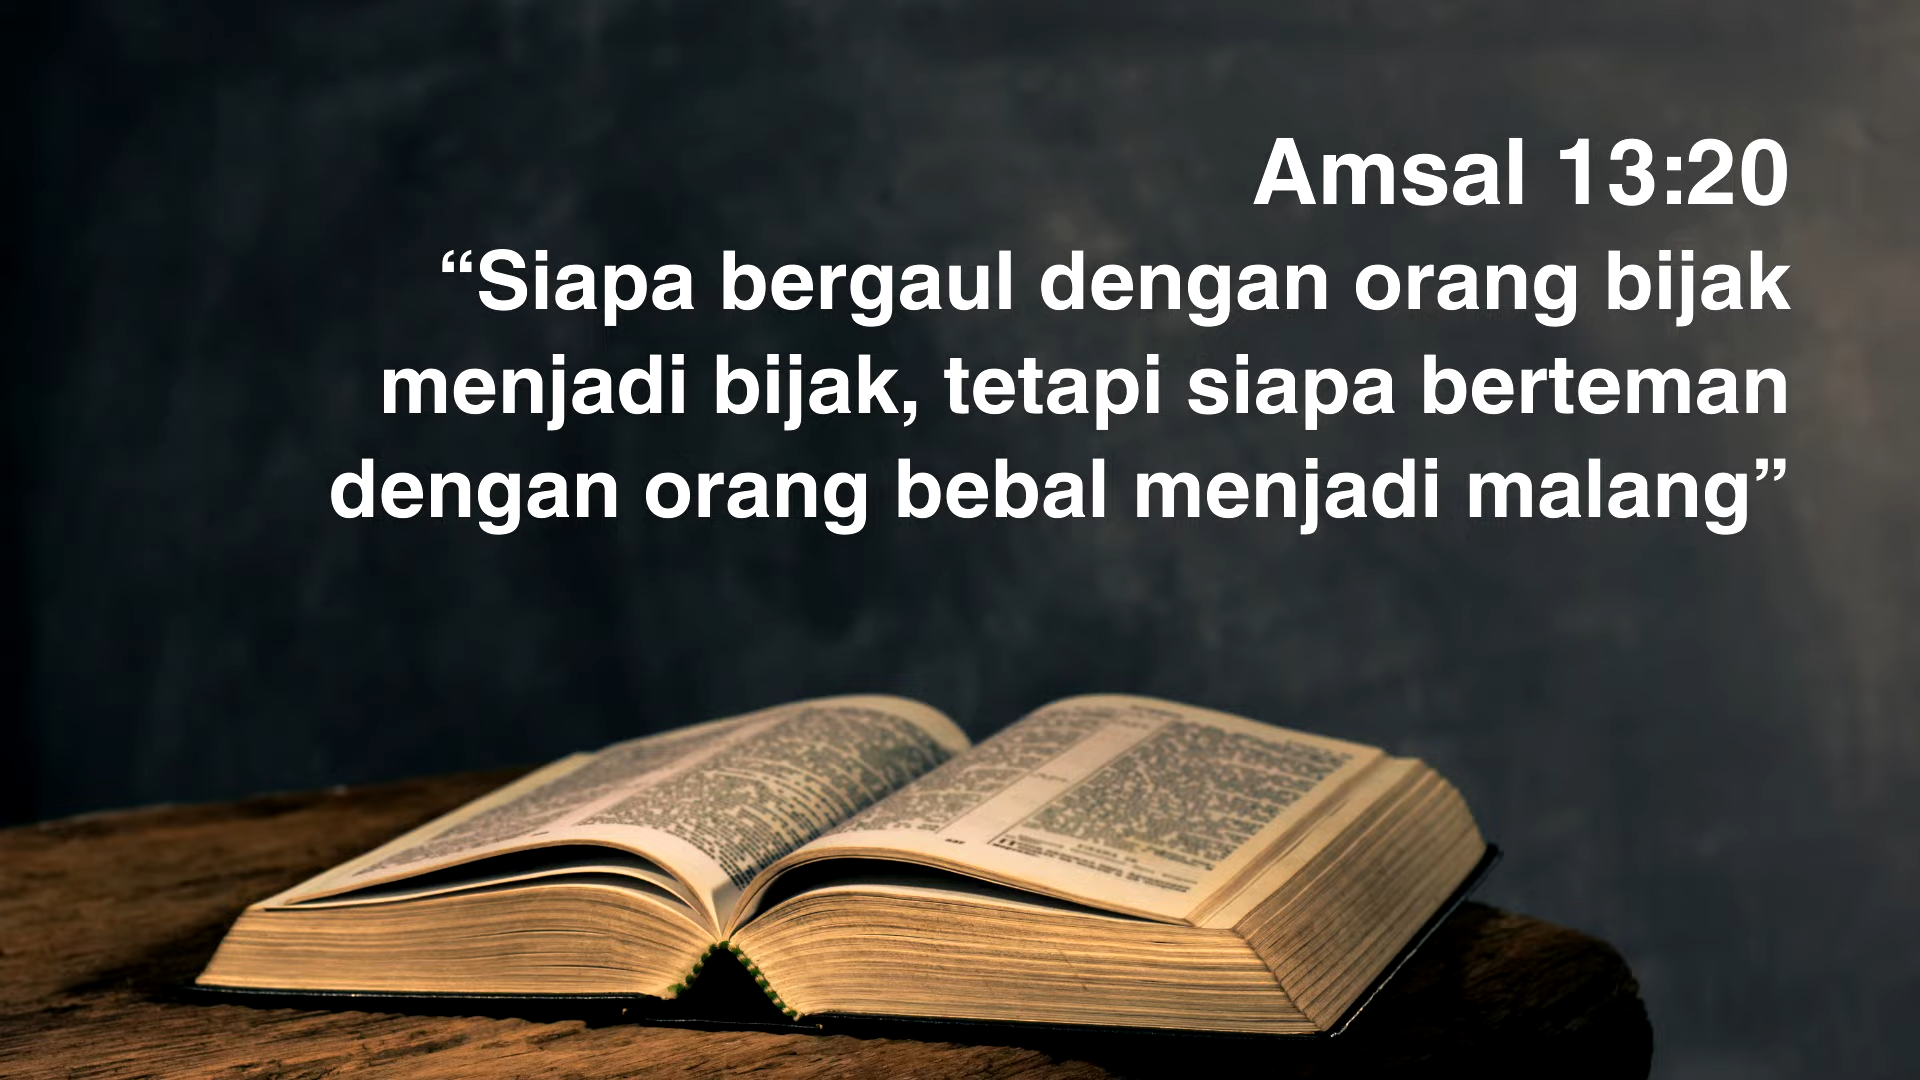 Amsal 13:20
“Siapa bergaul dengan orang bijak
menjadi bijak, tetapi siapa berteman
dengan orang bebal menjadi malang”